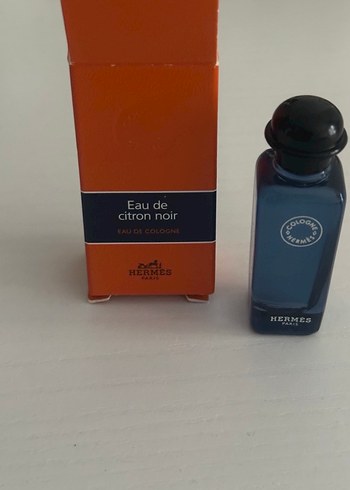 Eau de
citron noir
EAU DE COLOGNE
HERMÈS
PARIS
COLOGNE
HERMÈS
HERMÈS
PARIS